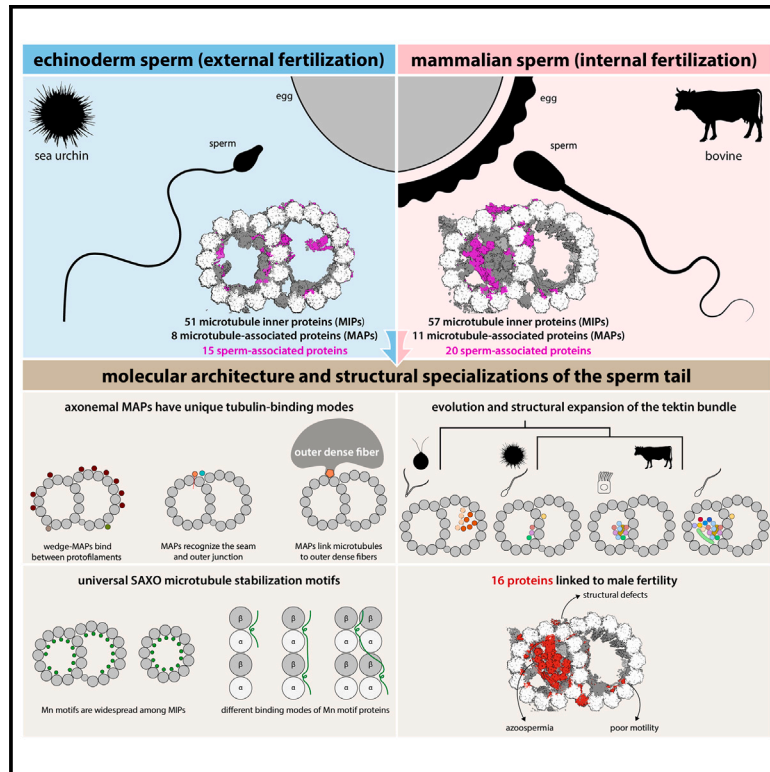 echinoderm sperm (external fertilization)
mammalian sperm (internal fertilization)
egg
sea urchin
sperm
51 microtubule inner proteins (MIPs)
8 microtubule-associated proteins (MAPs)
15 sperm-associated proteins
egg
sperm
bovine
57 microtubule inner proteins (MIPs)
11 microtubule-associated proteins (MAPs)
20 sperm-associated proteins
molecular architecture and structural specializations of the sperm tail
axonemal MAPs have unique tubulin-binding modes
outer dense fiber
wedge-MAPs bind
between protofilaments
MAPs recognize the seam
and outer junction
MAPs link microtubules
to outer dense fibers
evolution and structural expansion of the tektin bundle
universal SAXO microtubule stabilization motifs
β
β
β
β
α
α
α
α
β
β
β
β
α
α
α
α
Mn motifs are widespread among MIPs
different binding modes of Mn motif proteins
16 proteins linked to male fertility
structural defects
azoospermia
poor motility